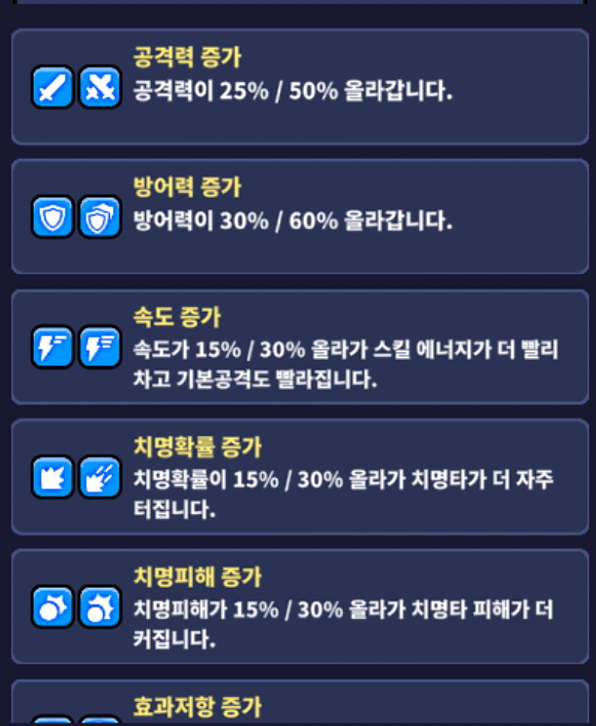 공격력 증가
공격력이 25% / 50% 올라갑니다.
방어력 증가
방어력이 30% / 60% 올라갑니다.
속도 증가
속도가 15% / 30% 올라가 스킬 에너지가 더 빨리
차고 기본공격도 빨라집니다.
치명확률 증가
치명확률이 15% / 30% 올라가 치명타가 더 자주
터집니다.
치명피해 증가
치명피해가 15% / 30% 올라가 치명타 피해가 더
커집니다.
효과저항 증가